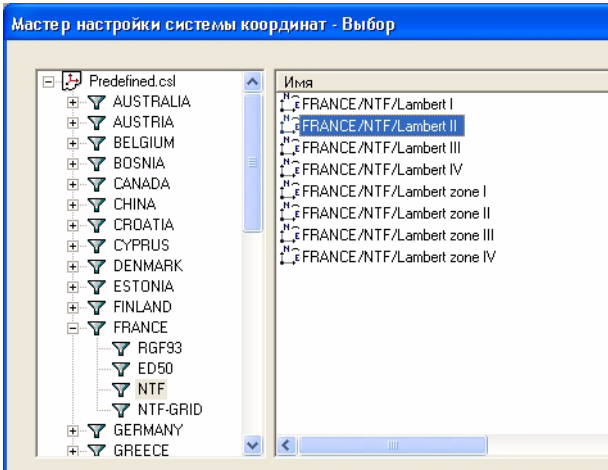 Мастер настройки системы координат - Выбор
Predefined.csl
AUSTRALIA
AUSTRIA
BELGIUM
BOSNIA
CANADA
CHINA
CROATIA
CYPRUS
DENMARK
ESTONIA
FINLAND
FRANCE
RGF93
ED50
NTF
NTF-GRID
GERMANY
GREECE
Имя
FRANCE/NTF/Lambert I
FRANCE/NTF/Lambert II
FRANCE/NTF/Lambert III
FRANCE/NTF/Lambert IV
FRANCE/NTF/Lambert zone I
FRANCE/NTF/Lambert zone II
FRANCE/NTF/Lambert zone III
FRANCE/NTF/Lambert zone IV